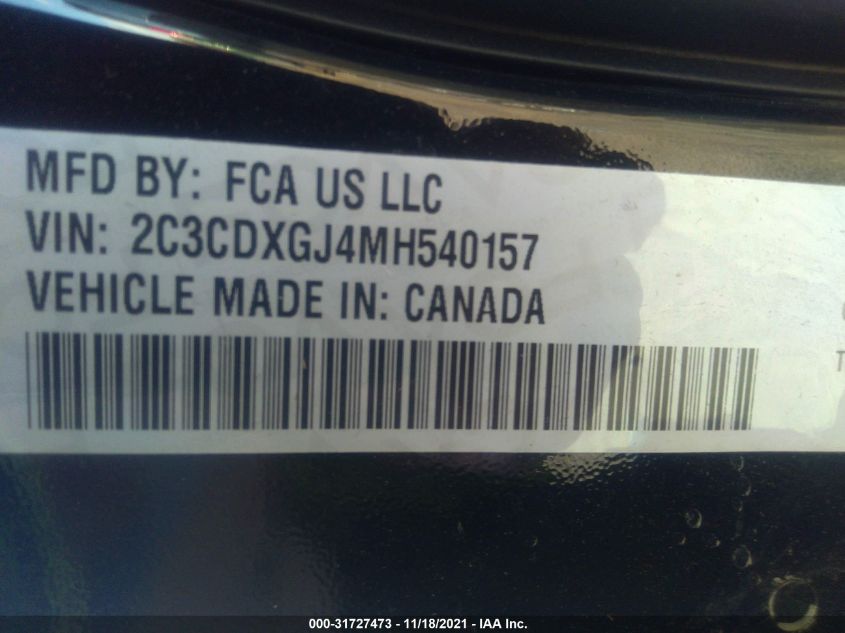 MFD BY: FCA US LLC
VIN: 2C3CDXGJ4MH540157
VEHICLE MADE IN: CANADA
T
000-31727473 - 11/18/2021 - IAA Inc.